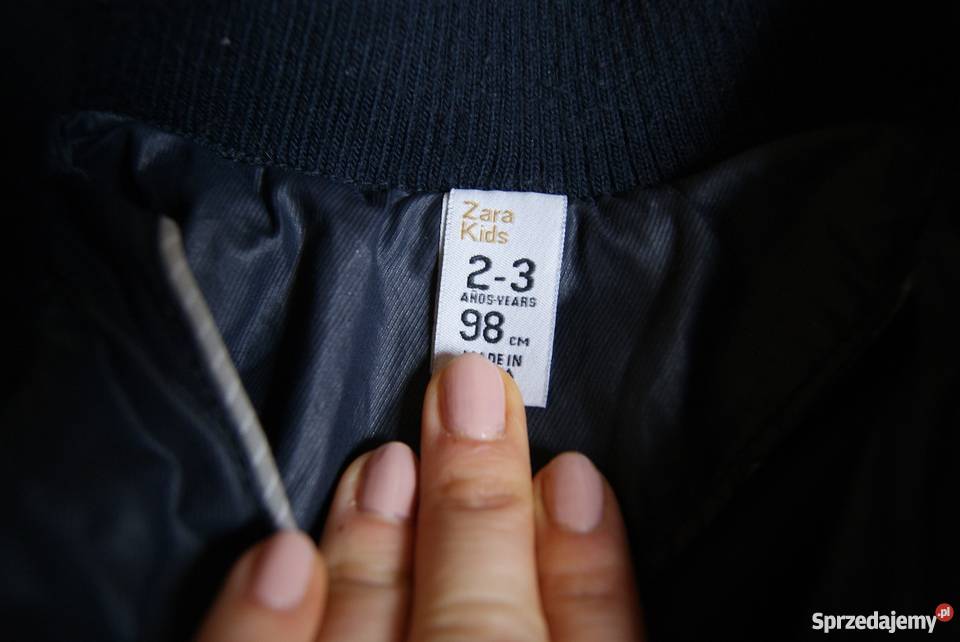 Zara
Kids
2-3
AÑOS-YEARS
98 CM
MADE IN
Sprzedajemy.pl